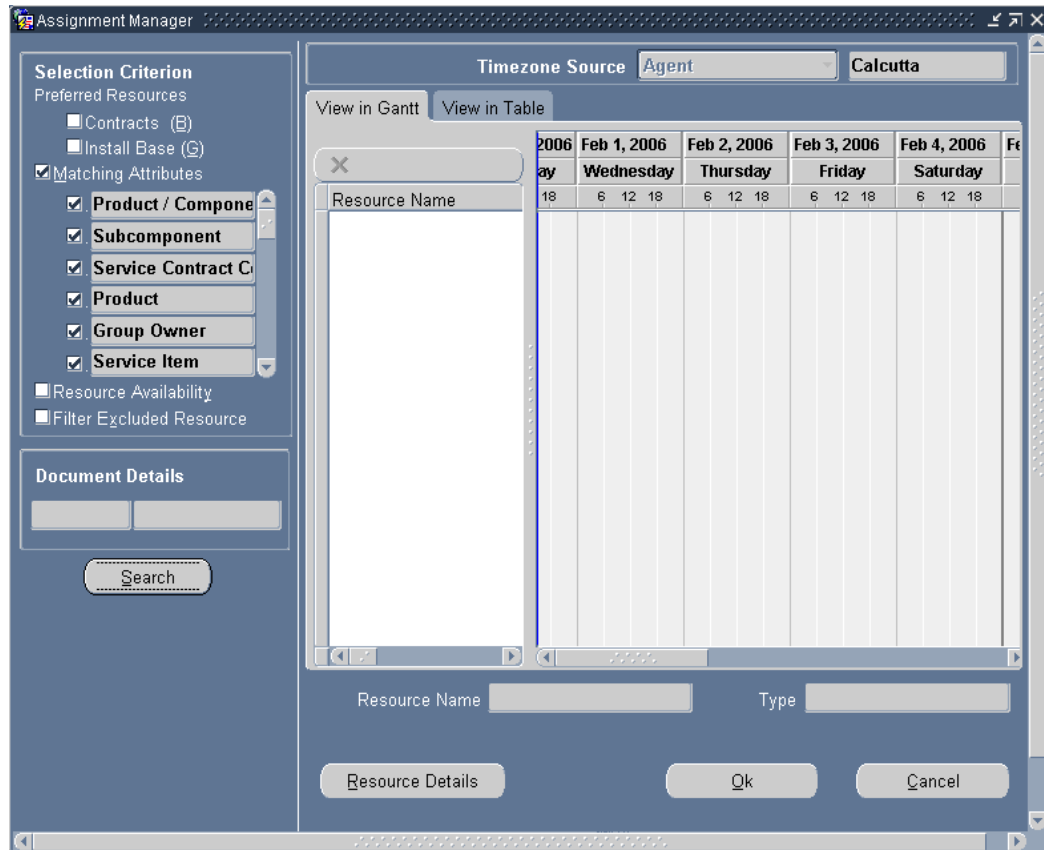 Assignment Manager
Selection Criterion
Preferred Resources
Contracts (B)
Install Base (G)
Matching Attributes
Product / Compone
Subcomponent
Service Contract C
Product
Group Owner
Service Item
Resource Availability
Filter Excluded Resource
Document Details
Search
Timezone Source Agent Calcutta
View in Gantt View in Table
2006 Feb 1, 2006 Feb 2, 2006 Feb 3, 2006 Feb 4, 2006 Fe
ay Wednesday Thursday Friday Saturday
Resource Name 18 6 12 18 6 12 18 6 12 18 6 12 18
Resource Name Type
Resource Details Ok Cancel